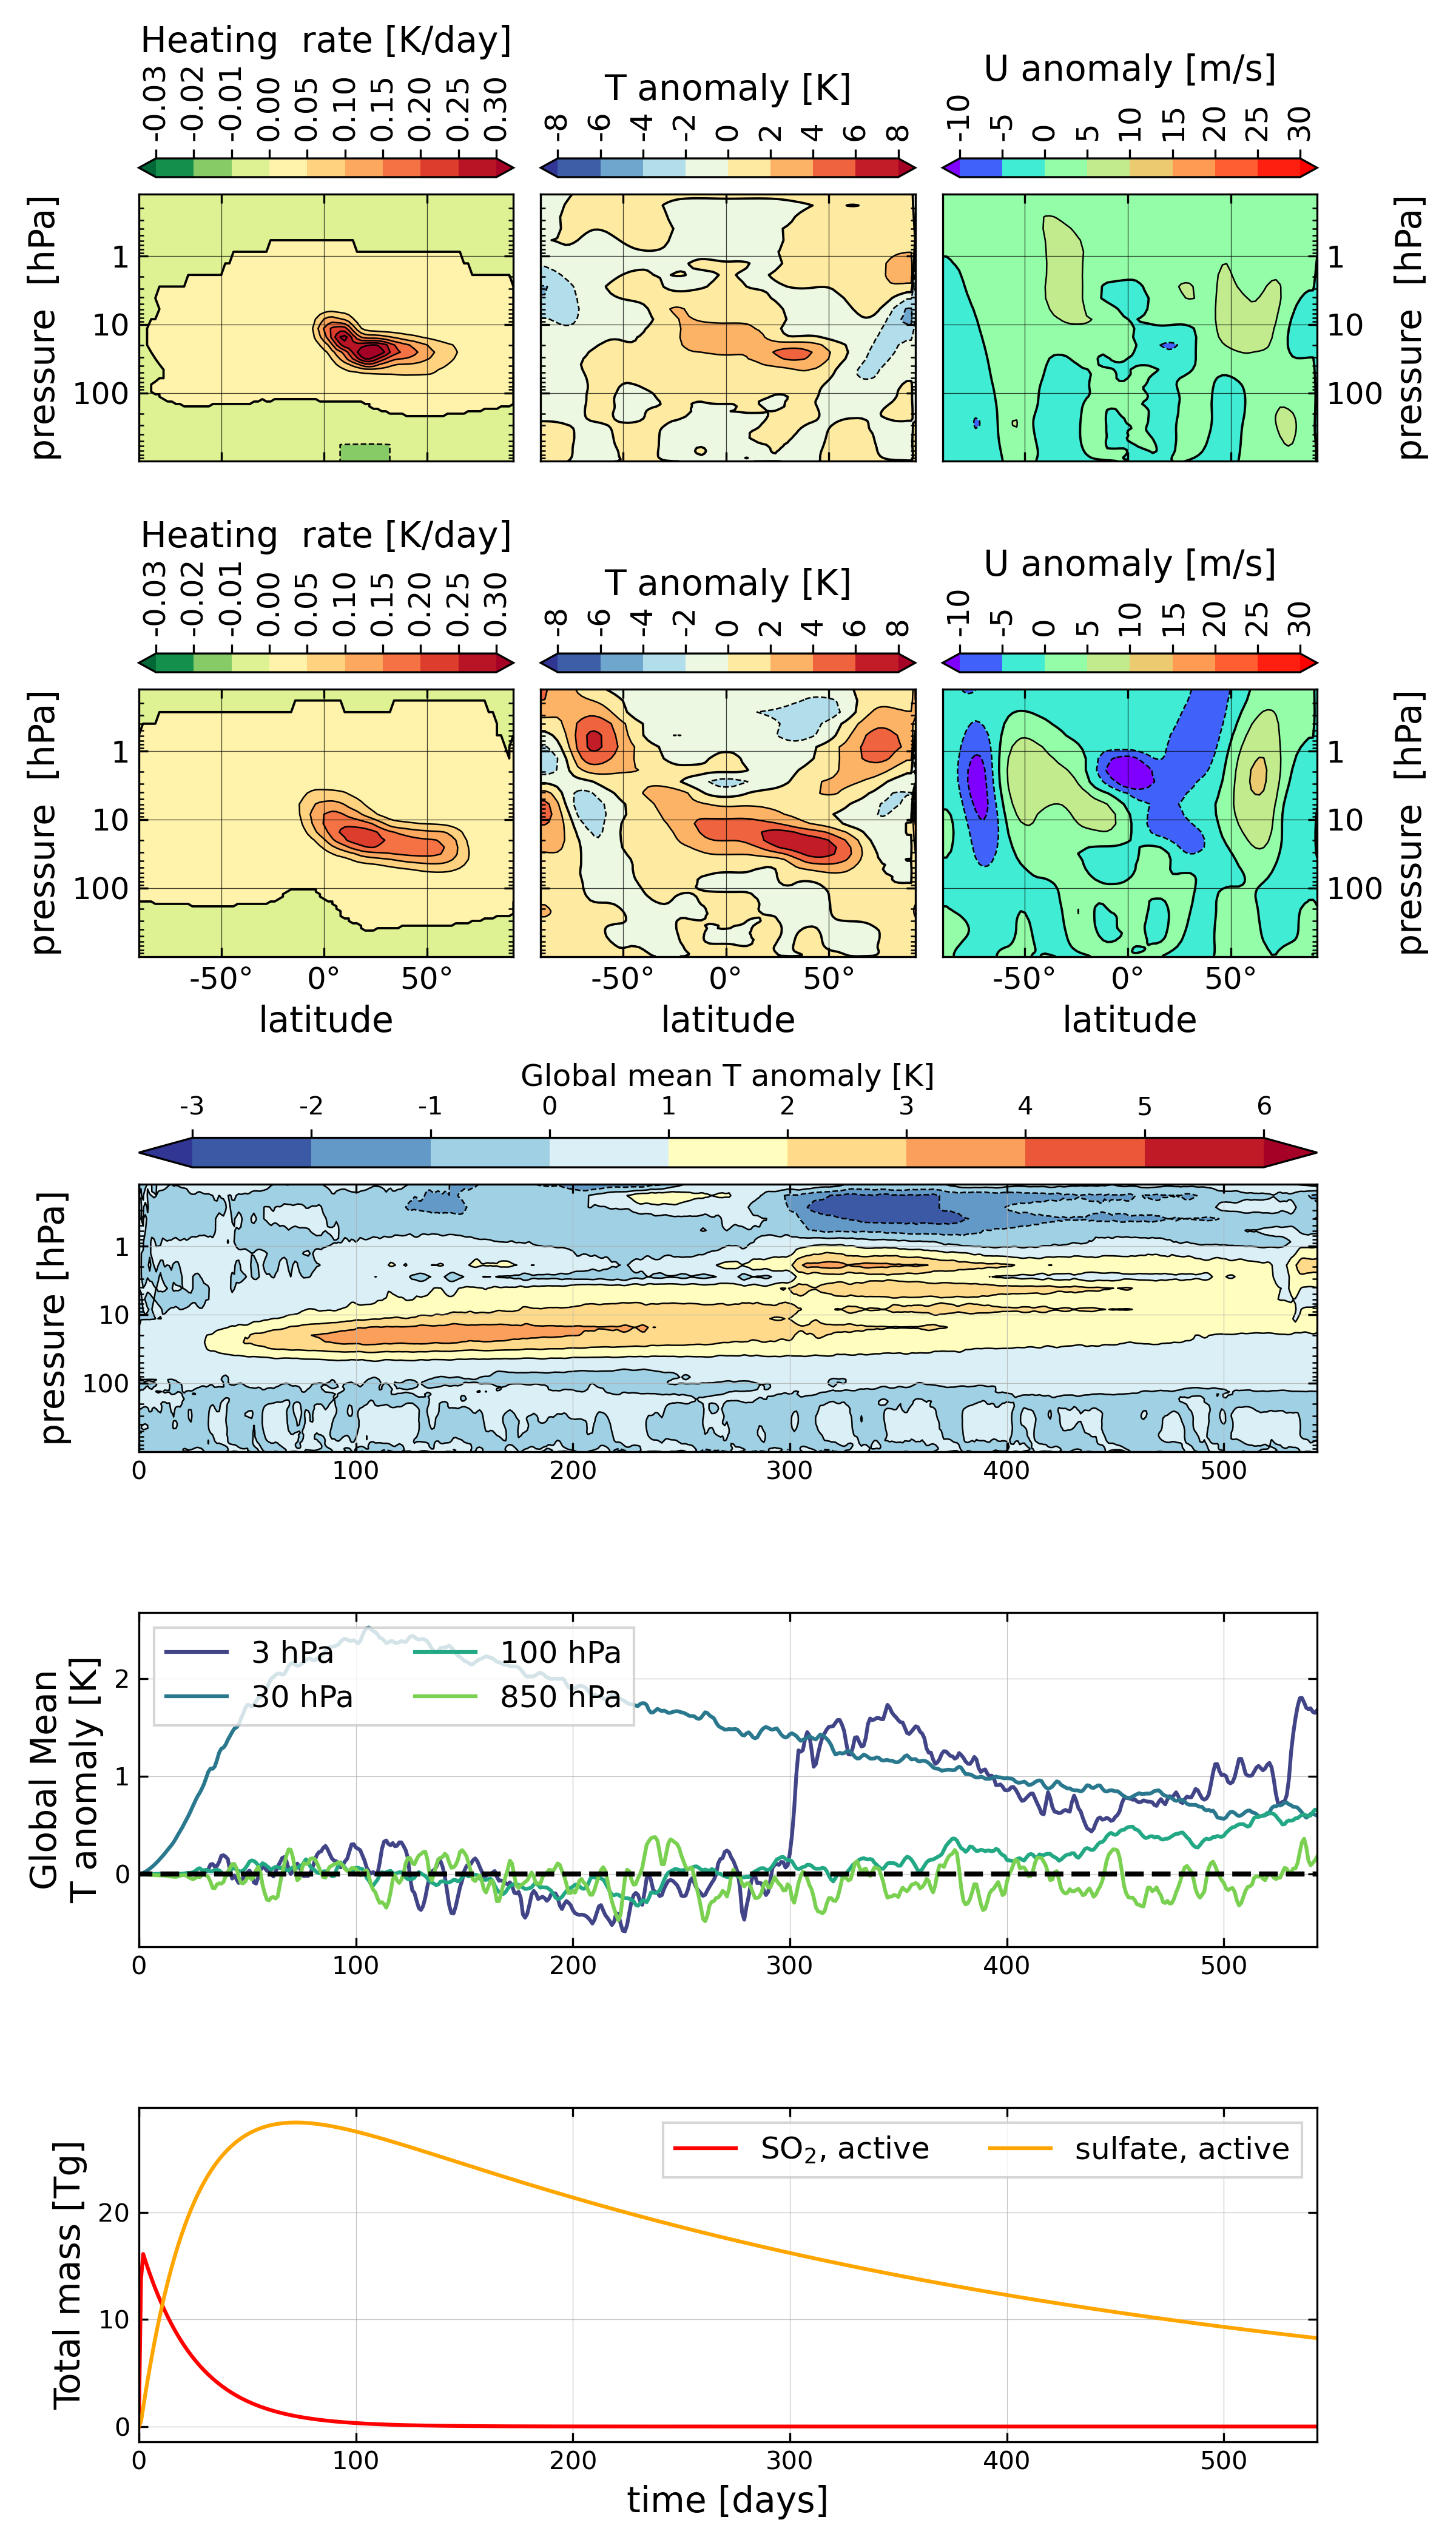 Heating  rate [K/day]
T anomaly [K]
U anomaly [m/s]
-0.03 -0.02 -0.01 0.00 0.05 0.10 0.15 0.20 0.25 0.30
-8 -6 -4 -2 0 2 4 6 8
-10 -5 0 5 10 15 20 25 30
pressure  [hPa]
1
10
100
1
10
100
pressure  [hPa]
Heating  rate [K/day]
T anomaly [K]
U anomaly [m/s]
-0.03 -0.02 -0.01 0.00 0.05 0.10 0.15 0.20 0.25 0.30
-8 -6 -4 -2 0 2 4 6 8
-10 -5 0 5 10 15 20 25 30
pressure  [hPa]
1
10
100
1
10
100
pressure  [hPa]
-50° 0° 50°
-50° 0° 50°
-50° 0° 50°
latitude
latitude
latitude
Global mean T anomaly [K]
-3 -2 -1 0 1 2 3 4 5 6
pressure [hPa]
1
10
100
0 100 200 300 400 500
Global Mean
T anomaly [K]
2
1
0
3 hPa
30 hPa
100 hPa
850 hPa
0 100 200 300 400 500
Total mass [Tg]
20
10
0
SO₂, active
sulfate, active
0 100 200 300 400 500
time [days]